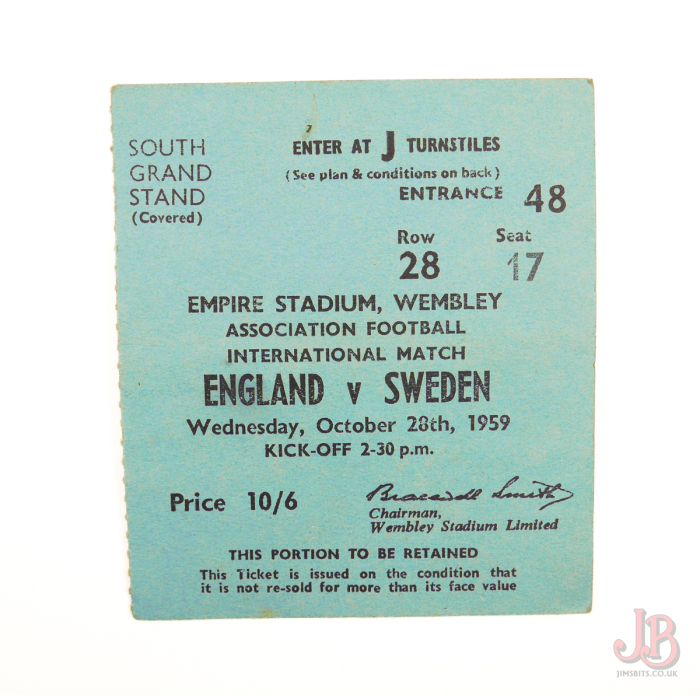 SOUTH
GRAND
STAND
(Covered)
ENTER AT J TURNSTILES
(See plan & conditions on back)
ENTRANCE 48
Row Seat
28 17
EMPIRE STADIUM, WEMBLEY
ASSOCIATION FOOTBALL
INTERNATIONAL MATCH
ENGLAND v SWEDEN
Wednesday, October 28th, 1959
KICK-OFF 2-30 p.m.
Price 10/6
Bracewell Smith
Chairman,
Wembley Stadium Limited
THIS PORTION TO BE RETAINED
This Ticket is issued on the condition that
it is not re-sold for more than its face value
JB
JIMSBITS.CO.UK